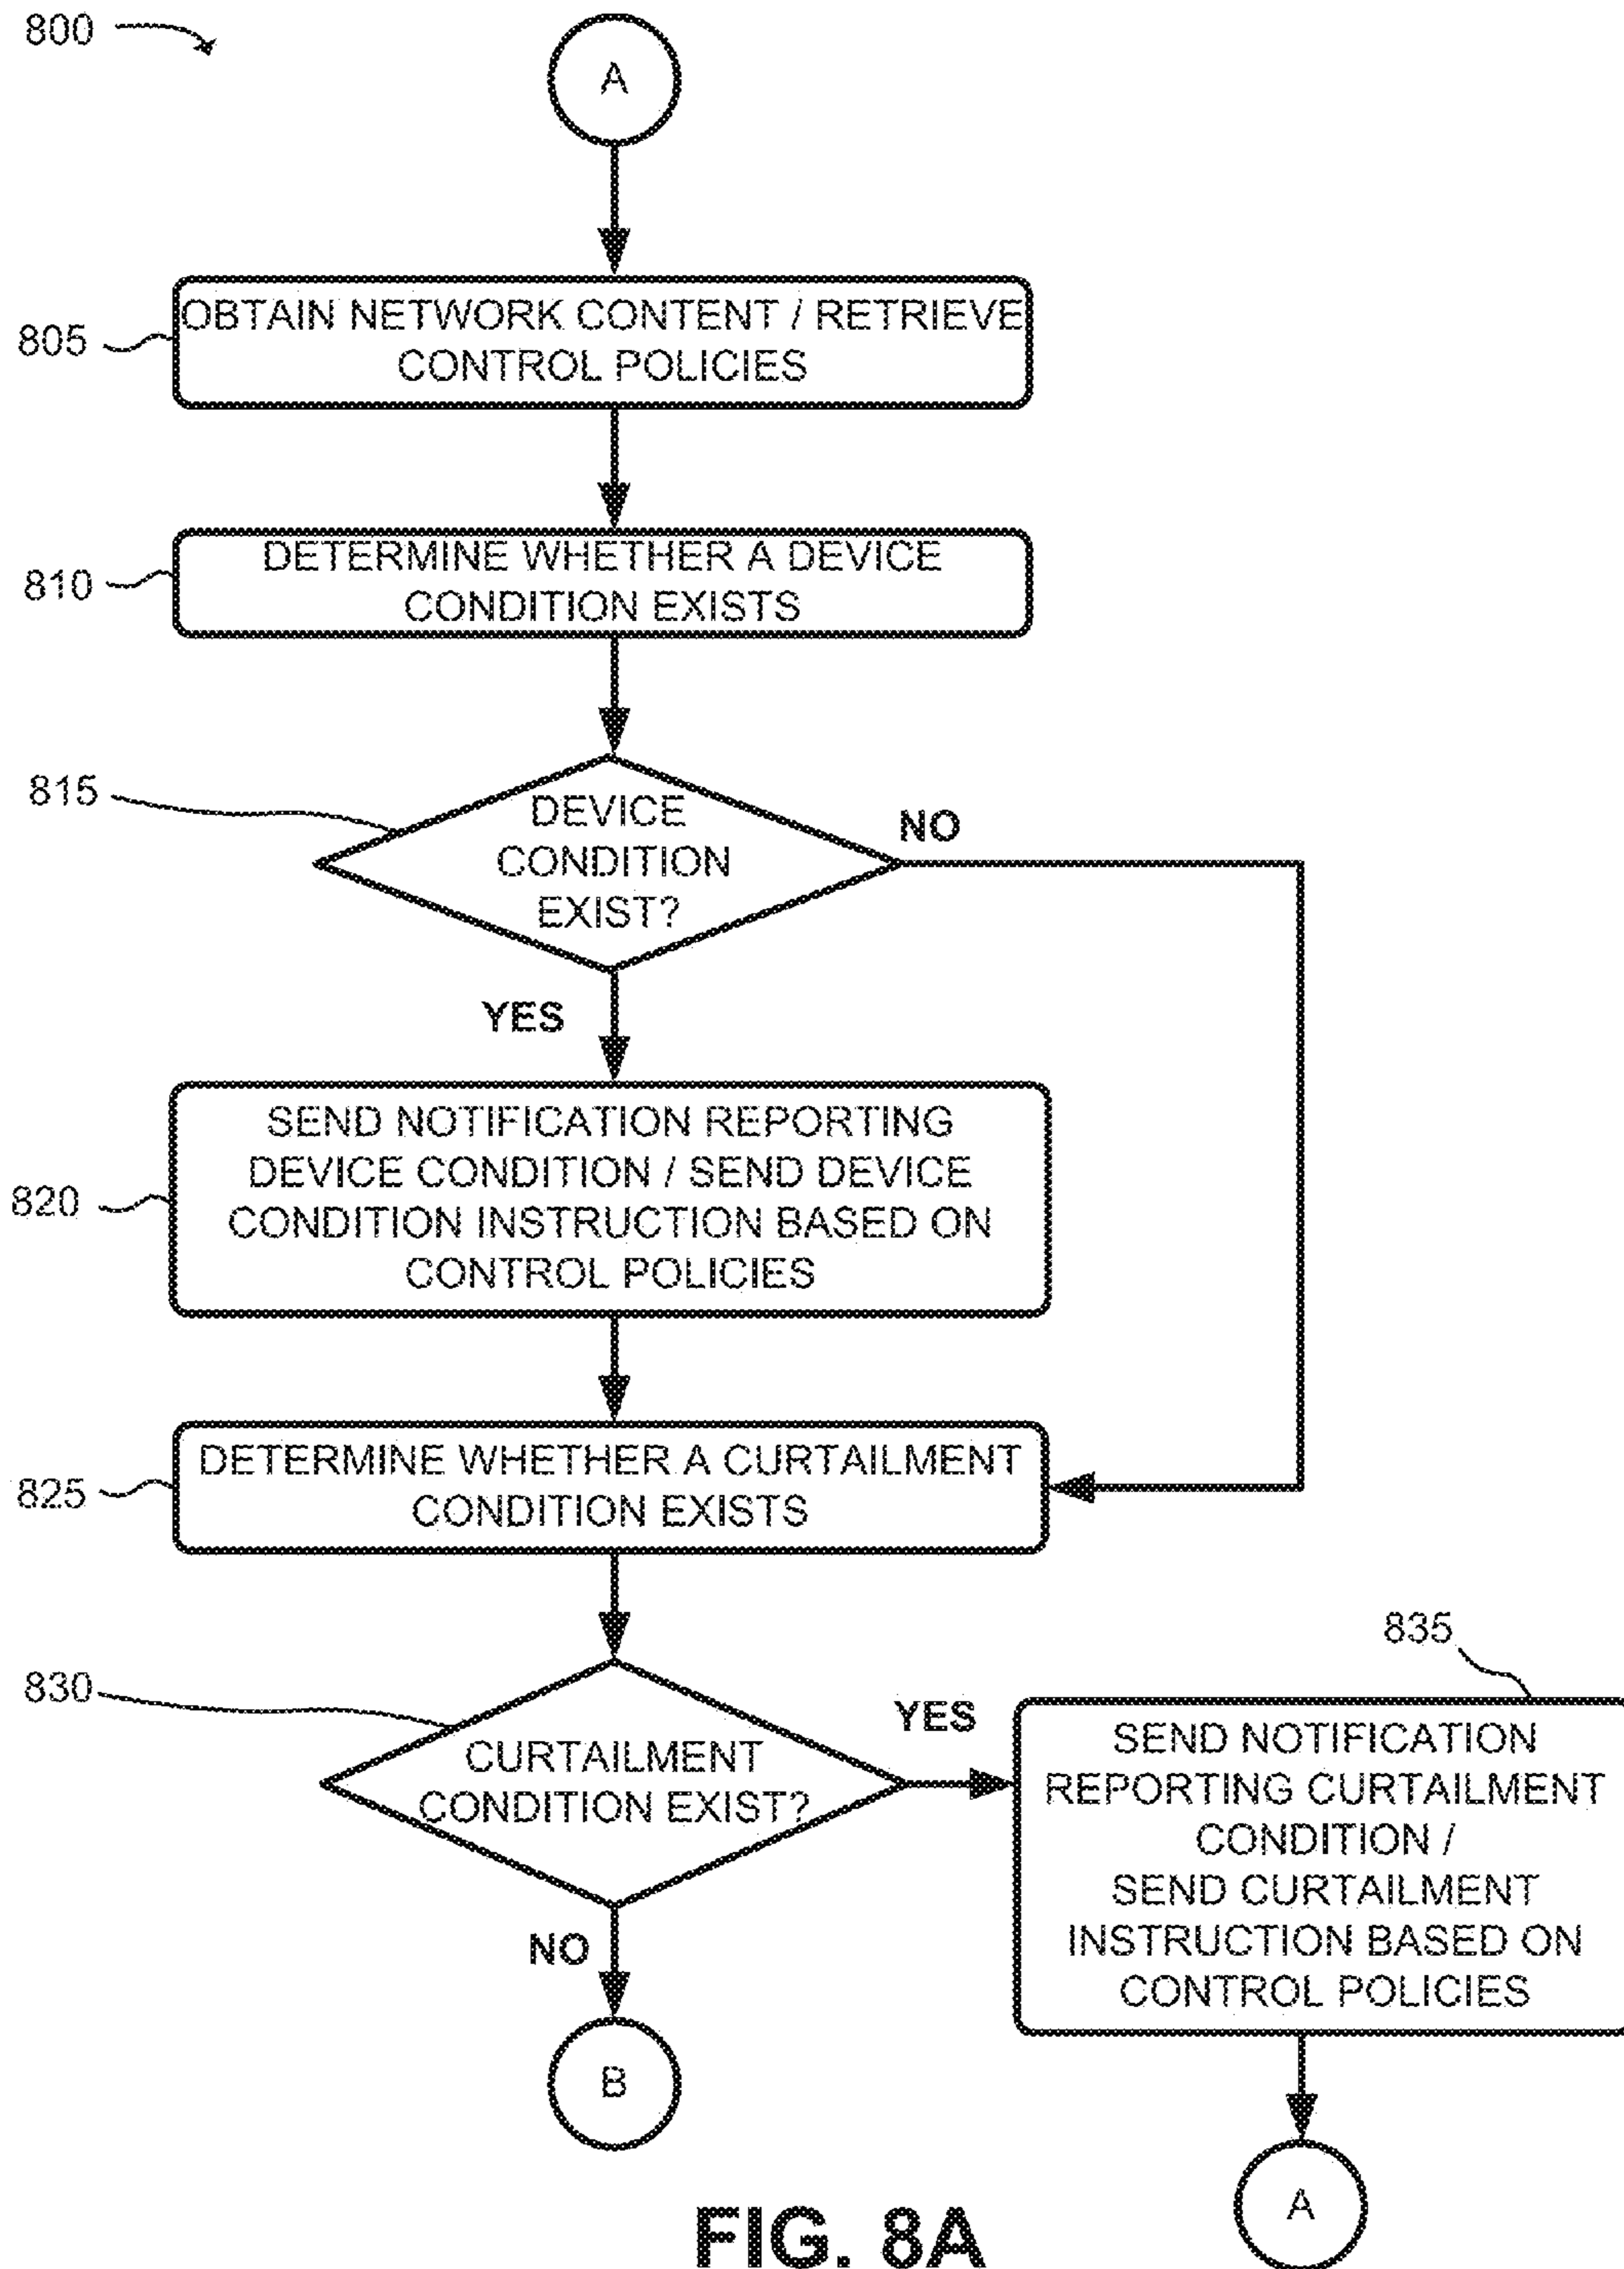 800
A
805
OBTAIN NETWORK CONTENT / RETRIEVE
CONTROL POLICIES
810
DETERMINE WHETHER A DEVICE
CONDITION EXISTS
815
DEVICE
CONDITION
EXIST?
NO
YES
820
SEND NOTIFICATION REPORTING
DEVICE CONDITION / SEND DEVICE
CONDITION INSTRUCTION BASED ON
CONTROL POLICIES
825
DETERMINE WHETHER A CURTAILMENT
CONDITION EXISTS
830
CURTAILMENT
CONDITION EXIST?
YES
835
SEND NOTIFICATION
REPORTING CURTAILMENT
CONDITION /
SEND CURTAILMENT
INSTRUCTION BASED ON
CONTROL POLICIES
NO
B
A
FIG. 8A